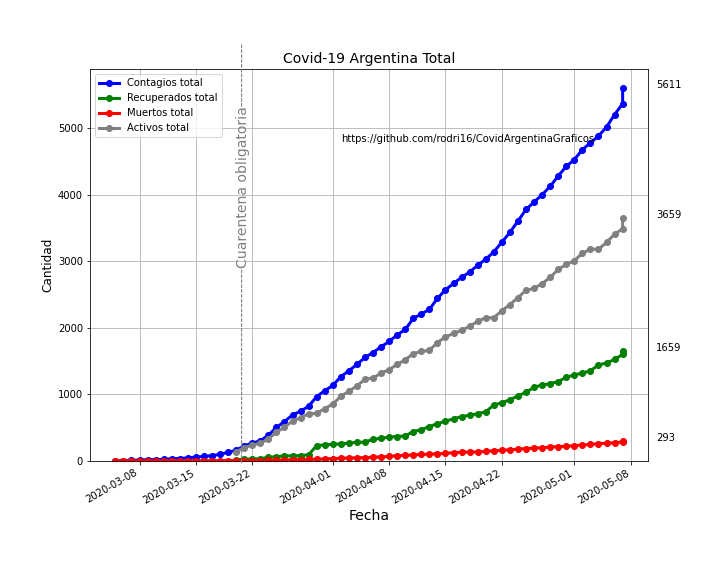 Covid-19 Argentina Total
Contagios total
Recuperados total
Muertos total
Activos total
https://github.com/rodri16/CovidArgentinaGraficos
Cuarentena obligatoria
Cantidad
5000
4000
3000
2000
1000
0
5611
3659
1659
293
2020-03-08
2020-03-15
2020-03-22
2020-04-01
2020-04-08
2020-04-15
2020-04-22
2020-05-01
2020-05-08
Fecha